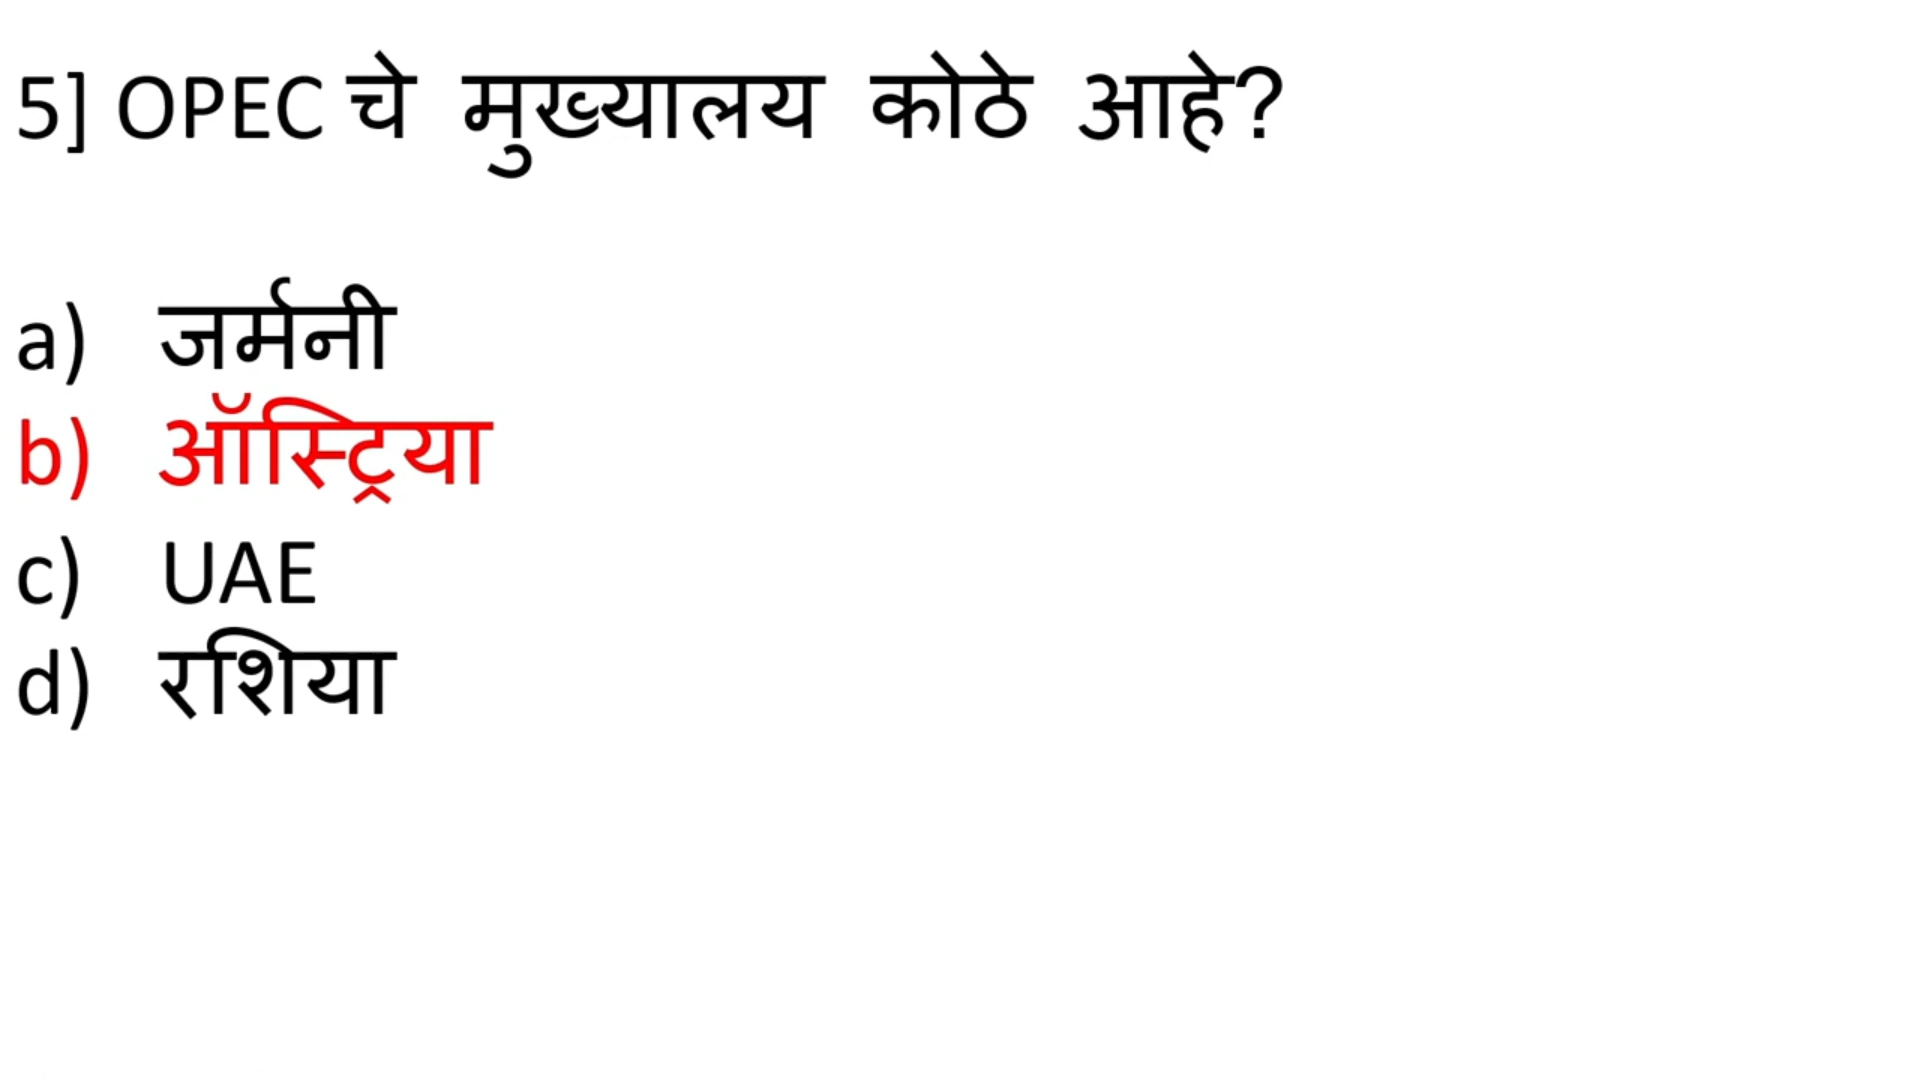 5] OPEC चे मुख्यालय कोठे आहे?
a) जर्मनी
b) ऑस्ट्रिया
c) UAE
d) रशिया